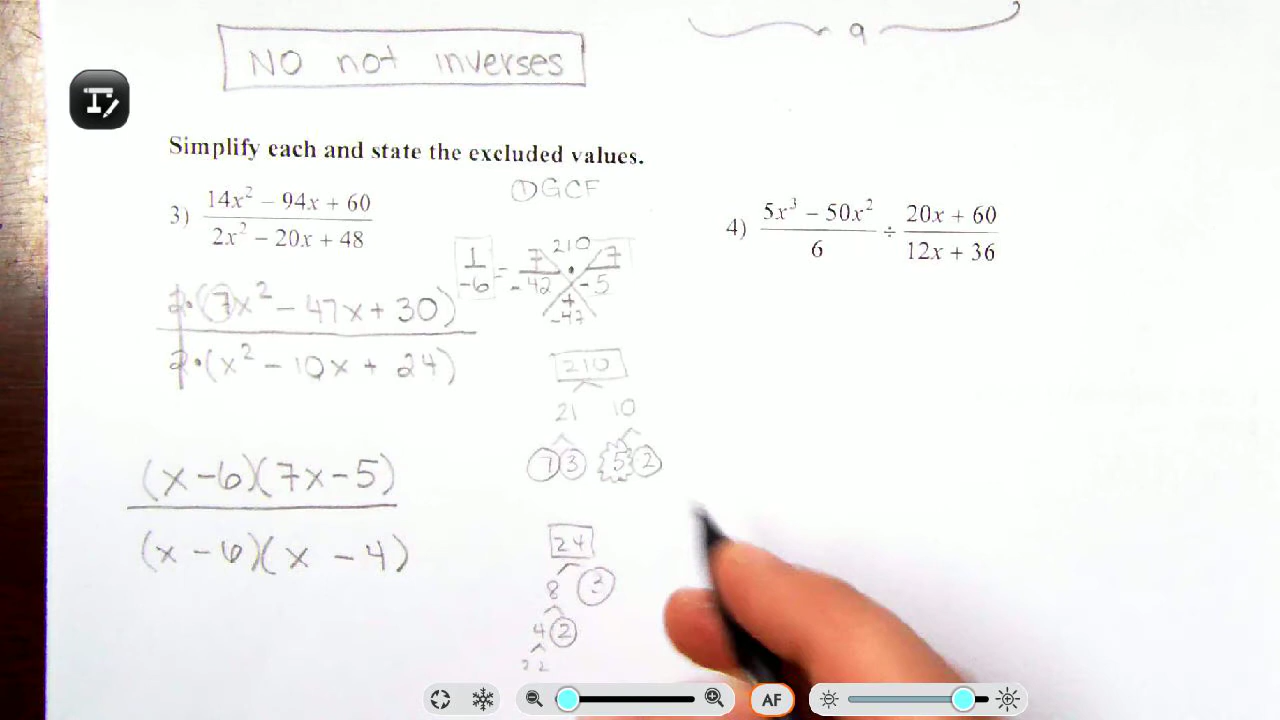 9
NO not inverses
Simplify each and state the excluded values.
① GCF
3) 14x² − 94x + 60 / 2x² − 20x + 48
4) 5x³ − 50x² / 6 ÷ 20x + 60 / 12x + 36
210
1/-6 = 7/-42 · 7/-5
+
-47
2·(7x² − 47x + 30)
2·(x² − 10x + 24)
210
21 10
7 3 5 2
(x − 6)(7x − 5)
(x − 6)(x − 4)
24
8 3
4 2
2 2
AF